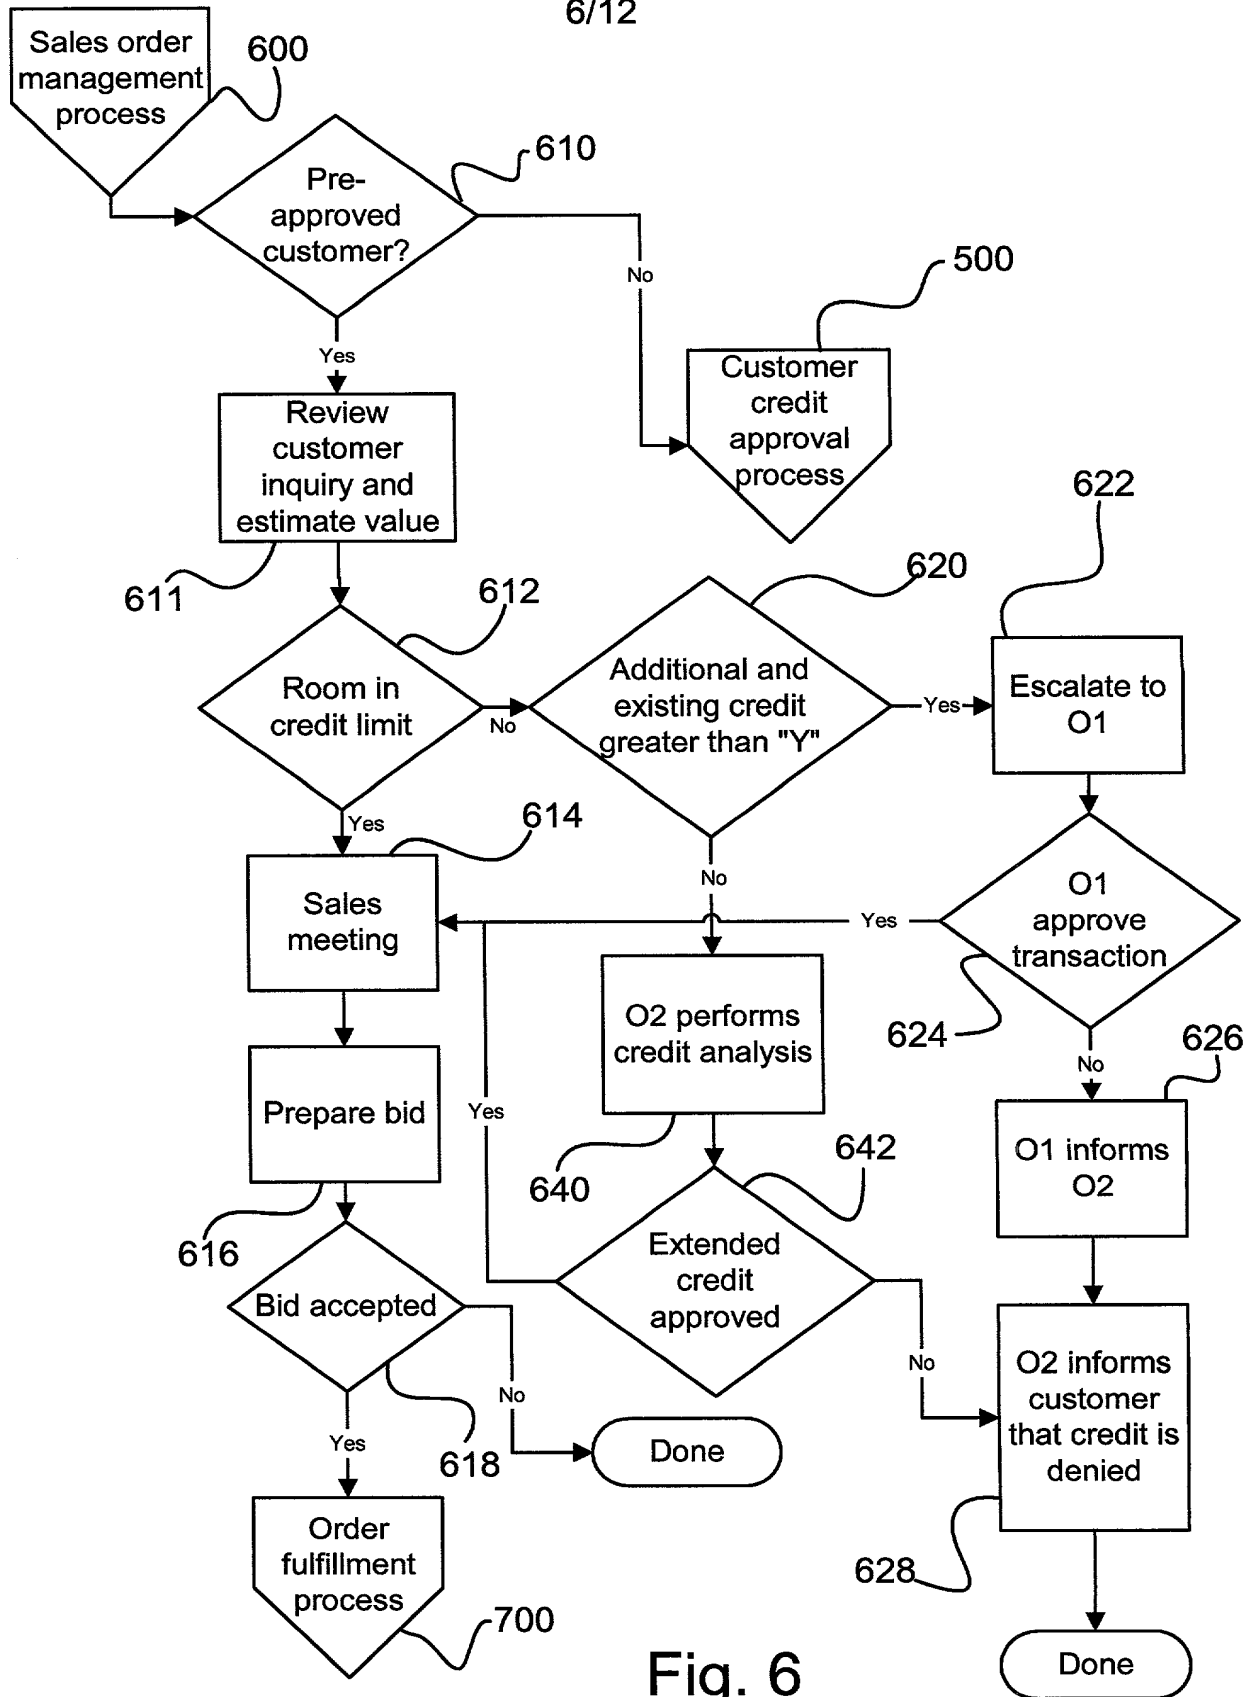 6/12
Sales order
management
process
600
Pre-
approved
customer?
610
No
Yes
500
Customer
credit
approval
process
Review
customer
inquiry and
estimate value
611
612
Room in
credit limit
No
Yes
620
Additional and
existing credit
greater than "Y"
Yes
No
622
Escalate to
O1
614
Sales
meeting
Yes
O1
approve
transaction
624
No
626
O2 performs
credit analysis
640
Prepare bid
616
Yes
642
O1 informs
O2
Extended
credit
approved
No
Bid accepted
618
No
Yes
Done
O2 informs
customer
that credit is
denied
628
Order
fulfillment
process
700
Done
Fig. 6